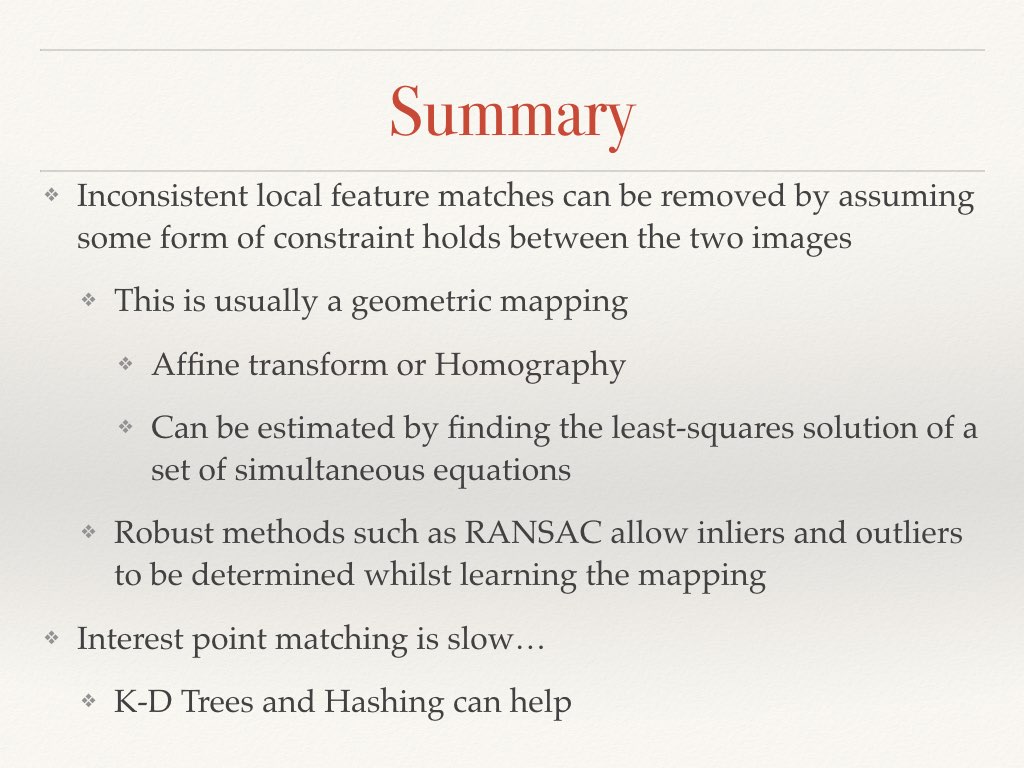 Summary
❖ Inconsistent local feature matches can be removed by assuming
some form of constraint holds between the two images
❖ This is usually a geometric mapping
❖ Affine transform or Homography
❖ Can be estimated by finding the least-squares solution of a
set of simultaneous equations
❖ Robust methods such as RANSAC allow inliers and outliers
to be determined whilst learning the mapping
❖ Interest point matching is slow…
❖ K-D Trees and Hashing can help